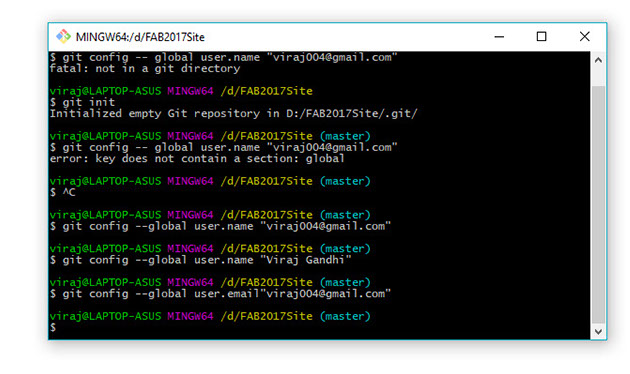 MINGW64:/d/FAB2017Site
$ git config -- global user.name "viraj004@gmail.com"
fatal: not in a git directory
viraj@LAPTOP-ASUS MINGW64 /d/FAB2017Site
$ git init
Initialized empty Git repository in D:/FAB2017Site/.git/
viraj@LAPTOP-ASUS MINGW64 /d/FAB2017Site (master)
$ git config -- global user.name "viraj004@gmail.com"
error: key does not contain a section: global
viraj@LAPTOP-ASUS MINGW64 /d/FAB2017Site (master)
$ ^C
viraj@LAPTOP-ASUS MINGW64 /d/FAB2017Site (master)
$ git config --global user.name "viraj004@gmail.com"
viraj@LAPTOP-ASUS MINGW64 /d/FAB2017Site (master)
$ git config --global user.name "Viraj Gandhi"
viraj@LAPTOP-ASUS MINGW64 /d/FAB2017Site (master)
$ git config --global user.email"viraj004@gmail.com"
viraj@LAPTOP-ASUS MINGW64 /d/FAB2017Site (master)
$